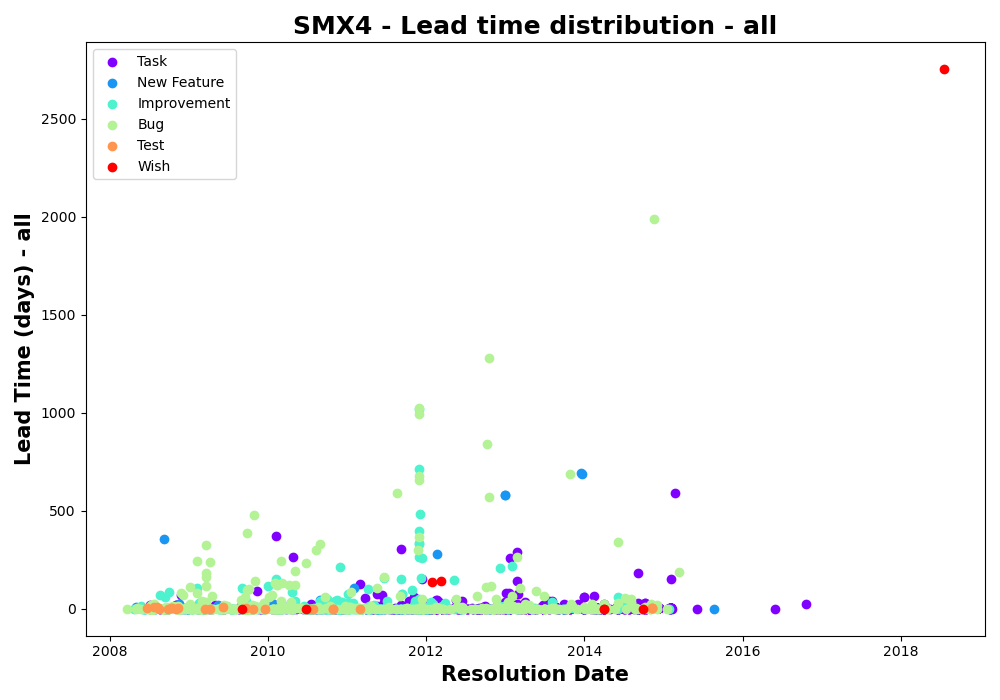 SMX4 - Lead time distribution - all
Task
New Feature
Improvement
Bug
Test
Wish
Lead Time (days) - all
2500
2000
1500
1000
500
0
2008
2010
2012
2014
2016
2018
Resolution Date